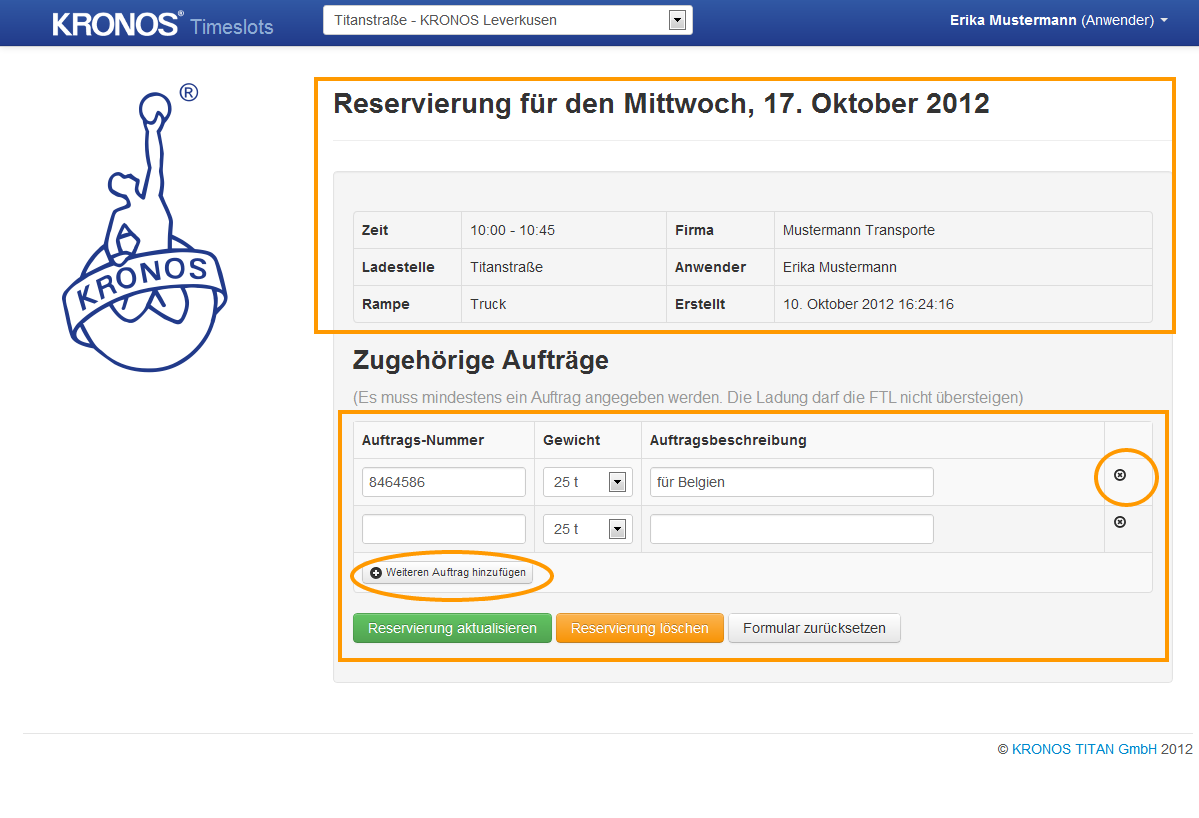 KRONOS® Timeslots
Titanstraße - KRONOS Leverkusen
Erika Mustermann (Anwender)
®
KRONOS
Reservierung für den Mittwoch, 17. Oktober 2012
Zeit 10:00 - 10:45 Firma Mustermann Transporte
Ladestelle Titanstraße Anwender Erika Mustermann
Rampe Truck Erstellt 10. Oktober 2012 16:24:16
Zugehörige Aufträge
(Es muss mindestens ein Auftrag angegeben werden. Die Ladung darf die FTL nicht übersteigen)
Auftrags-Nummer Gewicht Auftragsbeschreibung
8464586 25 t für Belgien
25 t
Weiteren Auftrag hinzufügen
Reservierung aktualisieren Reservierung löschen Formular zurücksetzen
© KRONOS TITAN GmbH 2012